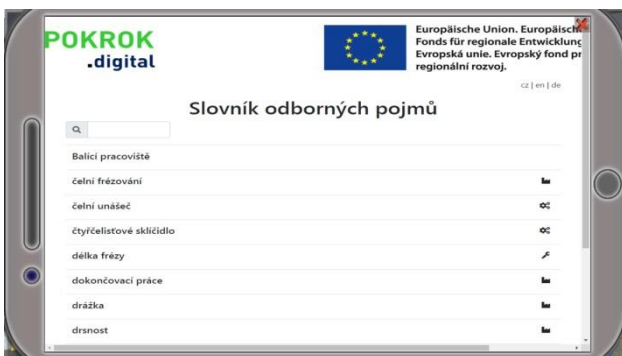 POKROK
.digital
Europäische Union. Europäisch
Fonds für regionale Entwicklung
Evropská unie. Evropský fond pr
regionální rozvoj.
cz | en | de
Slovník odborných pojmů
Balicí pracoviště
čelní frézování
čelní unášeč
čtyřčelisťové sklíčidlo
délka frézy
dokončovací práce
drážka
drsnost